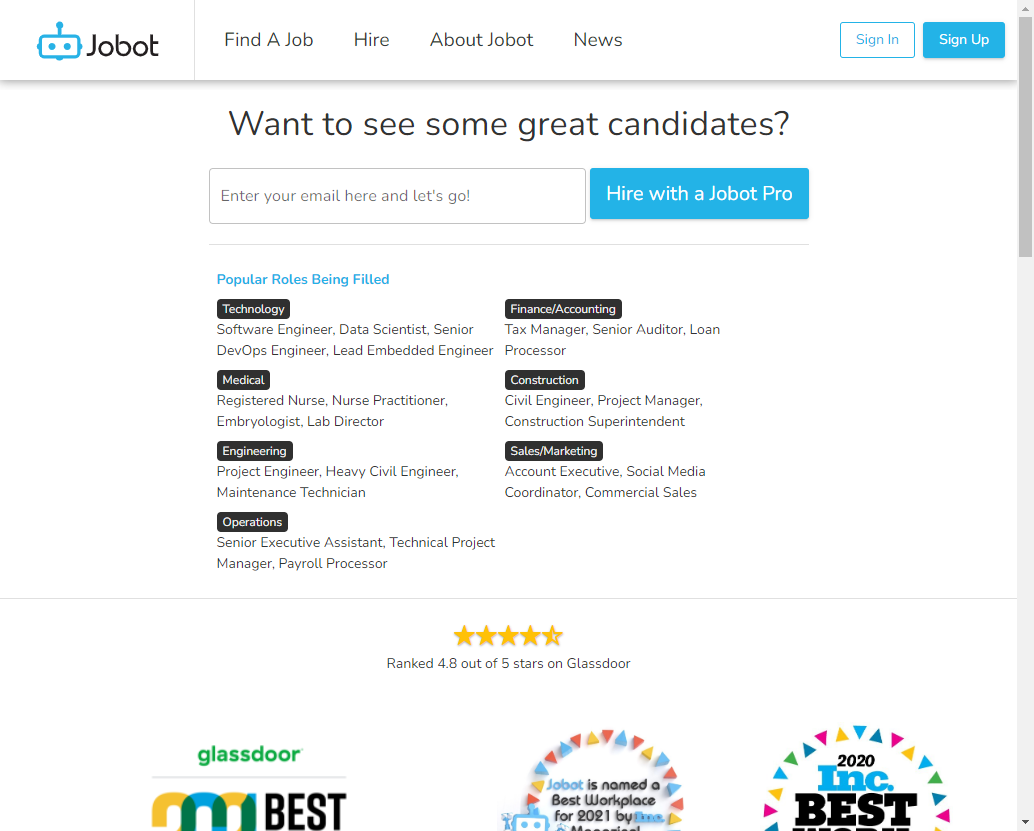 Jobot
Find A Job
Hire
About Jobot
News
Sign In
Sign Up
Want to see some great candidates?
Enter your email here and let's go!
Hire with a Jobot Pro
Popular Roles Being Filled
Technology
Software Engineer, Data Scientist, Senior
DevOps Engineer, Lead Embedded Engineer
Finance/Accounting
Tax Manager, Senior Auditor, Loan
Processor
Medical
Registered Nurse, Nurse Practitioner,
Embryologist, Lab Director
Construction
Civil Engineer, Project Manager,
Construction Superintendent
Engineering
Project Engineer, Heavy Civil Engineer,
Maintenance Technician
Sales/Marketing
Account Executive, Social Media
Coordinator, Commercial Sales
Operations
Senior Executive Assistant, Technical Project
Manager, Payroll Processor
Ranked 4.8 out of 5 stars on Glassdoor
glassdoor
BEST
Jobot is named a
Best Workplace
for 2021 by Inc.
2020
Inc.
BEST